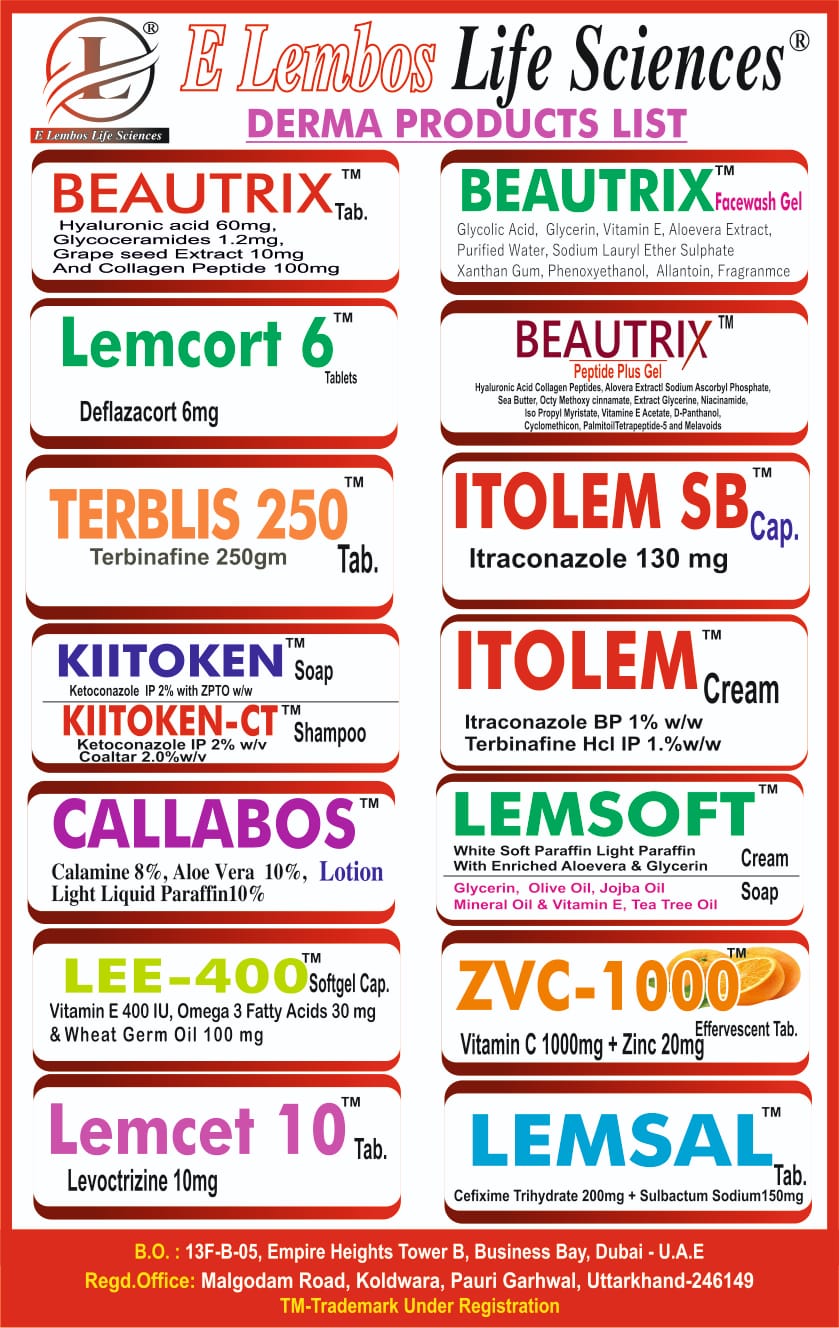 L®
E Lembos Life Sciences
E Lembos Life Sciences®
DERMA PRODUCTS LIST
BEAUTRIX™ Tab.
Hyaluronic acid 60mg,
Glycoceramides 1.2mg,
Grape seed Extract 10mg
And Collagen Peptide 100mg
BEAUTRIX™ Facewash Gel
Glycolic Acid, Glycerin, Vitamin E, Aloevera Extract,
Purified Water, Sodium Lauryl Ether Sulphate
Xanthan Gum, Phenoxyethanol, Allantoin, Fragranmce
Lemcort 6™
Tablets
Deflazacort 6mg
BEAUTRIX™
Peptide Plus Gel
Hyaluronic Acid Collagen Peptides, Alovera Extractl Sodium Ascorbyl Phosphate,
Sea Butter, Octy Methoxy cinnamate, Extract Glycerine, Niacinamide,
Iso Propyl Myristate, Vitamine E Acetate, D-Panthanol,
Cyclomethicon, PalmitoilTetrapeptide-5 and Melavoids
TERBLIS 250™
Terbinafine 250gm Tab.
ITOLEM SB™ Cap.
Itraconazole 130 mg
KIITOKEN™ Soap
Ketoconazole IP 2% with ZPTO w/w
KIITOKEN-CT™ Shampoo
Ketoconazole IP 2% w/v
Coaltar 2.0%w/v
ITOLEM™ Cream
Itraconazole BP 1% w/w
Terbinafine Hcl IP 1.%w/w
CALLABOS™
Calamine 8%, Aloe Vera 10%, Lotion
Light Liquid Paraffin10%
LEMSOFT™
White Soft Paraffin Light Paraffin
With Enriched Aloevera & Glycerin Cream
Glycerin, Olive Oil, Jojba Oil Soap
Mineral Oil & Vitamin E, Tea Tree Oil
LEE-400™ Softgel Cap.
Vitamin E 400 IU, Omega 3 Fatty Acids 30 mg
& Wheat Germ Oil 100 mg
ZVC-1000™
Effervescent Tab.
Vitamin C 1000mg + Zinc 20mg
Lemcet 10™ Tab.
Levoctrizine 10mg
LEMSAL™
Tab.
Cefixime Trihydrate 200mg + Sulbactum Sodium150mg
B.O. : 13F-B-05, Empire Heights Tower B, Business Bay, Dubai - U.A.E
Regd.Office: Malgodam Road, Koldwara, Pauri Garhwal, Uttarkhand-246149
TM-Trademark Under Registration